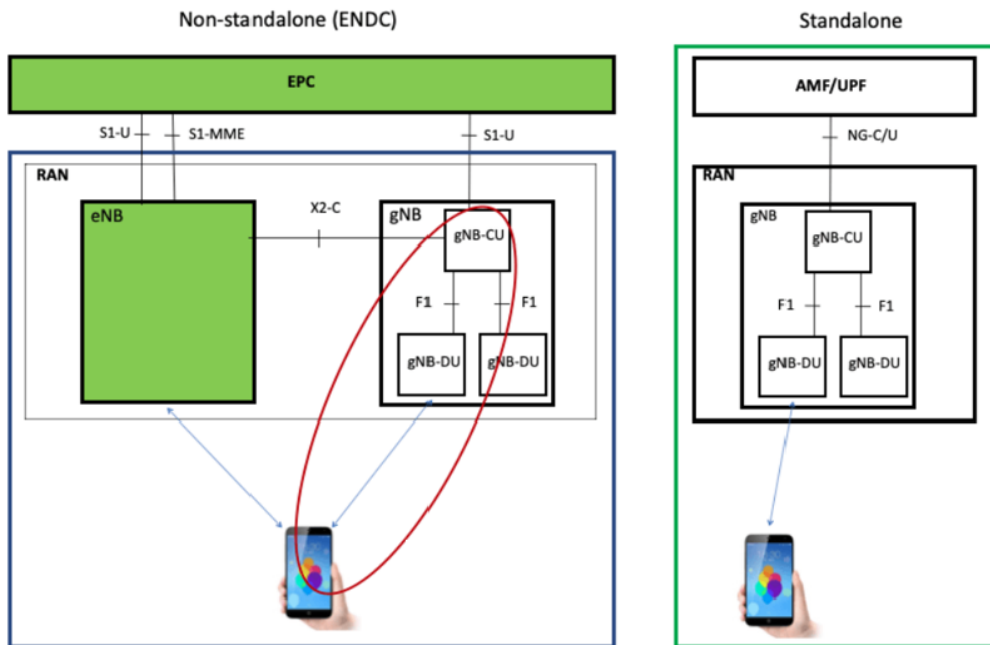 Non-standalone (ENDC)
Standalone
EPC
AMF/UPF
S1-U
S1-MME
S1-U
NG-C/U
RAN
RAN
eNB
X2-C
gNB
gNB-CU
gNB
gNB-CU
F1
F1
F1
F1
gNB-DU
gNB-DU
gNB-DU
gNB-DU